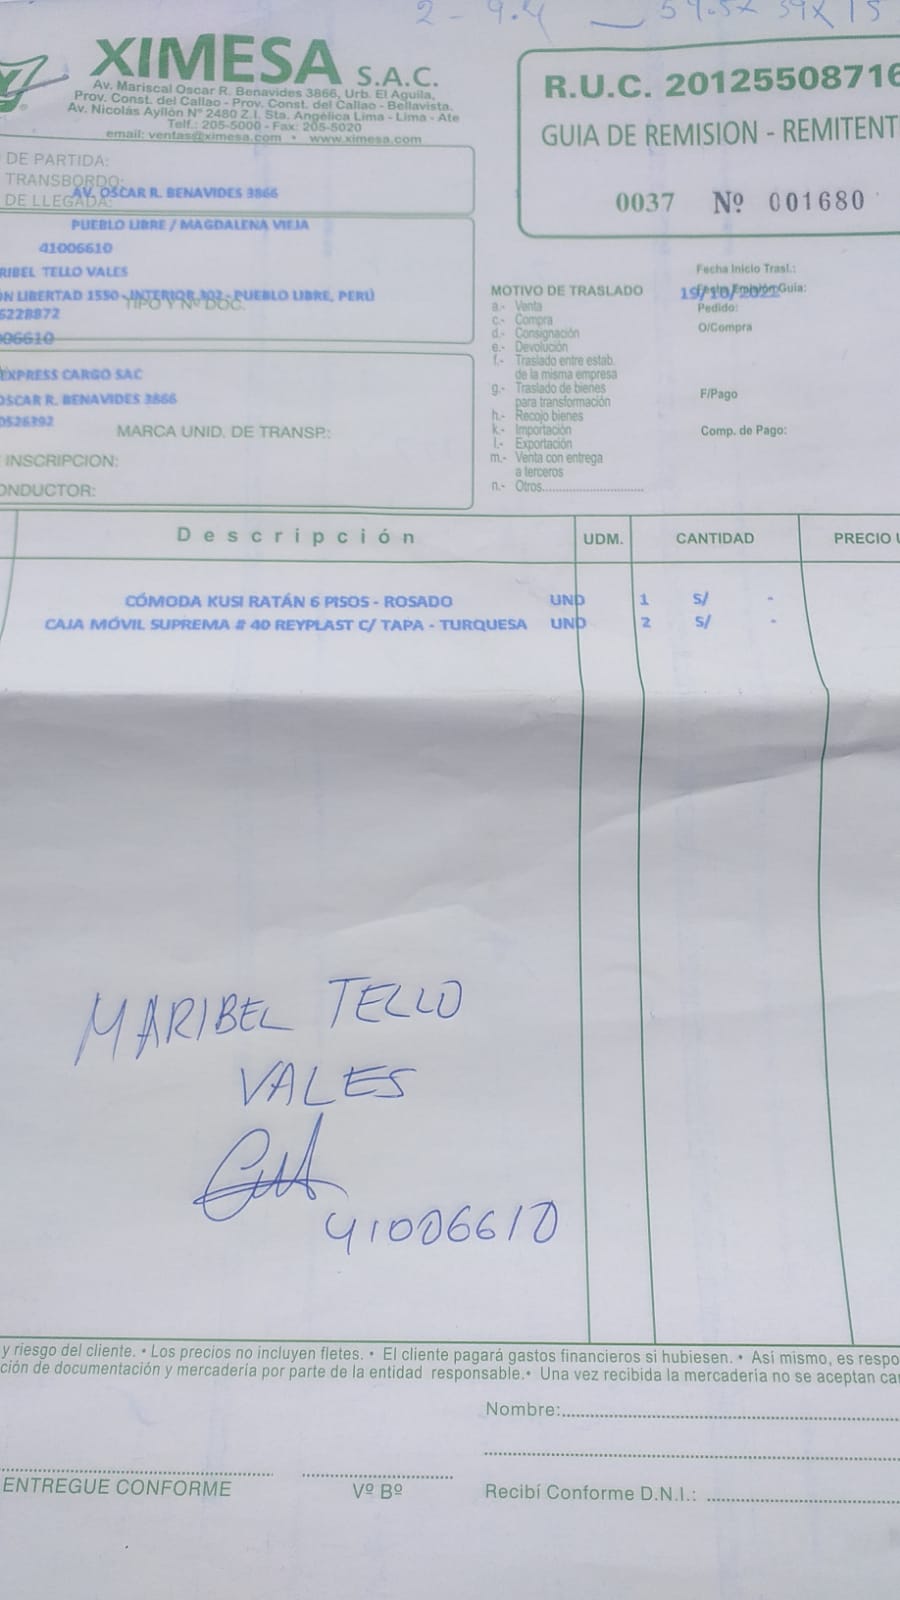 2 - 9.4 — 59.5x 39x 15
XIMESA S.A.C.
Av. Mariscal Oscar R. Benavides 3866, Urb. El Aguila,
Prov. Const. del Callao - Prov. Const. del Callao - Bellavista.
Av. Nicolás Ayllón Nº 2480 Z.I. Sta. Angélica Lima - Lima - Ate
Telf.: 205-5000 - Fax: 205-5020
email: ventas@ximesa.com • www.ximesa.com
R.U.C. 20125508716
GUIA DE REMISION - REMITENT
0037 Nº 001680
DE PARTIDA:
TRANSBORDO:
DE LLEGADA:
AV. OSCAR R. BENAVIDES 3866
PUEBLO LIBRE / MAGDALENA VIEJA
41006610
RIBEL TELLO VALES
ÓN LIBERTAD 1550 - INTERIOR 302 - PUEBLO LIBRE, PERÚ
TIPO Y Nº DOC.
6228872
006610
EXPRESS CARGO SAC
OSCAR R. BENAVIDES 3866
0526392
MARCA UNID. DE TRANSP.:
INSCRIPCION:
ONDUCTOR:
MOTIVO DE TRASLADO
a.- Venta
c.- Compra
d.- Consignación
e.- Devolución
f.- Traslado entre estab.
de la misma empresa
g.- Traslado de bienes
para transformación
h.- Recojo bienes
k.- Importación
l.- Exportación
m.- Venta con entrega
a terceros
n.- Otros
Fecha Inicio Trasl.:
Fecha Emisión Guia:
19/10/2022
Pedido:
O/Compra
F/Pago
Comp. de Pago:
Descripción UDM. CANTIDAD PRECIO U
CÓMODA KUSI RATÁN 6 PISOS - ROSADO UND 1 S/ -
CAJA MÓVIL SUPREMA # 40 REYPLAST C/ TAPA - TURQUESA UND 2 S/ -
MARIBEL TELLO
VALES
41006610
y riesgo del cliente. • Los precios no incluyen fletes. • El cliente pagará gastos financieros si hubiesen. • Así mismo, es respo
ción de documentación y mercadería por parte de la entidad responsable. • Una vez recibida la mercadería no se aceptan ca
Nombre:
ENTREGUE CONFORME
Vº Bº
Recibí Conforme D.N.I.: